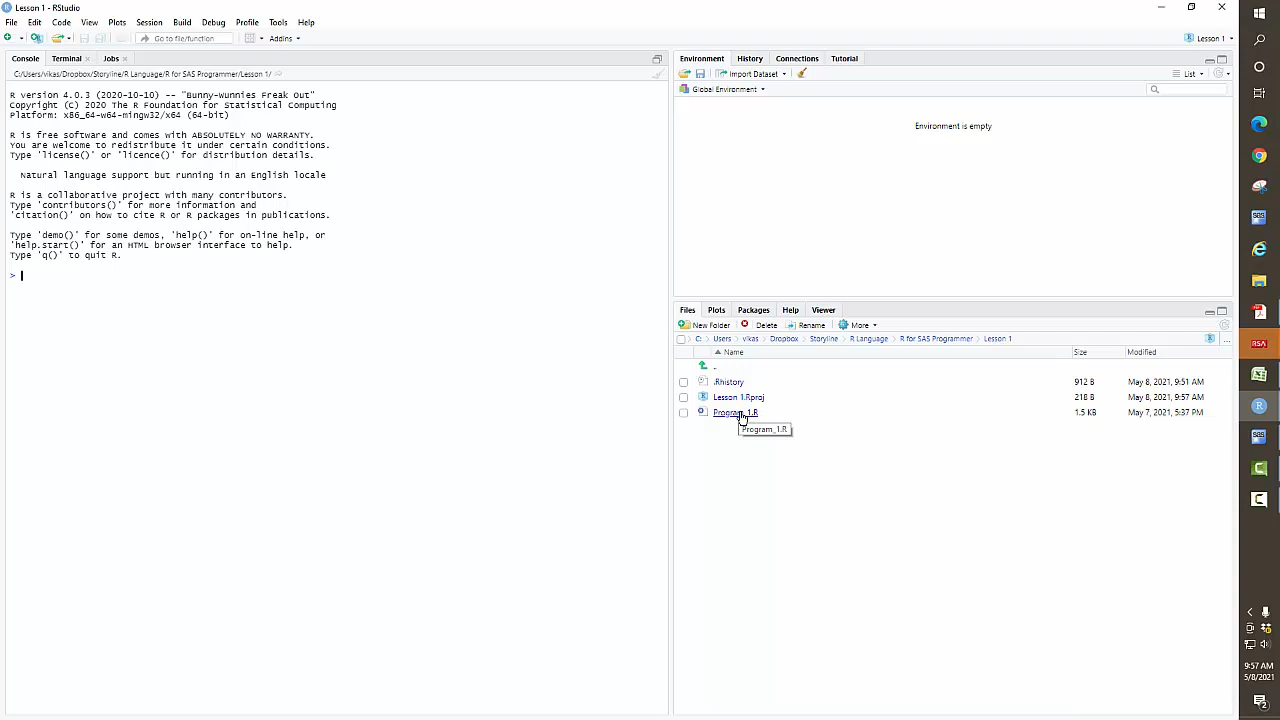 Lesson 1 - RStudio
File Edit Code View Plots Session Build Debug Profile Tools Help
Go to file/function Addins Lesson 1
Console Terminal Jobs
C:/Users/vikas/Dropbox/Storyline/R Language/R for SAS Programmer/Lesson 1/
R version 4.0.3 (2020-10-10) -- "Bunny-Wunnies Freak Out"
Copyright (C) 2020 The R Foundation for Statistical Computing
Platform: x86_64-w64-mingw32/x64 (64-bit)
R is free software and comes with ABSOLUTELY NO WARRANTY.
You are welcome to redistribute it under certain conditions.
Type 'license()' or 'licence()' for distribution details.
Natural language support but running in an English locale
R is a collaborative project with many contributors.
Type 'contributors()' for more information and
'citation()' on how to cite R or R packages in publications.
Type 'demo()' for some demos, 'help()' for on-line help, or
'help.start()' for an HTML browser interface to help.
Type 'q()' to quit R.
>
Environment History Connections Tutorial
Import Dataset List
Global Environment
Environment is empty
Files Plots Packages Help Viewer
New Folder Delete Rename More
C: Users vikas Dropbox Storyline R Language R for SAS Programmer Lesson 1 ...
Name Size Modified
.Rhistory 912 B May 8, 2021, 9:51 AM
Lesson 1.Rproj 218 B May 8, 2021, 9:57 AM
Program_1.R 1.5 KB May 7, 2021, 5:37 PM
Program_1.R
sas
RSA
R
sas
9:57 AM
5/8/2021
2